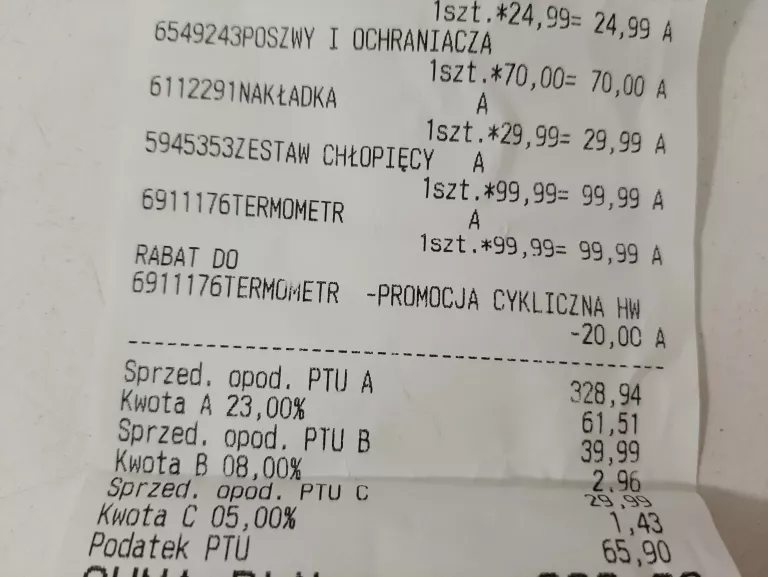 1szt.*24,99= 24,99 A
6549243POSZWY I OCHRANIACZA
1szt.*70,00= 70,00 A
6112291NAKŁADKA A
1szt.*29,99= 29,99 A
5945353ZESTAW CHŁOPIĘCY A
1szt.*99,99= 99,99 A
6911176TERMOMETR A
1szt.*99,99= 99,99 A
RABAT DO
6911176TERMOMETR -PROMOCJA CYKLICZNA HW
-20,00 A
Sprzed. opod. PTU A 328,94
Kwota A 23,00% 61,51
Sprzed. opod. PTU B 39,99
Kwota B 08,00% 2,96
Sprzed. opod. PTU C 29,99
Kwota C 05,00% 1,43
Podatek PTU 65,90